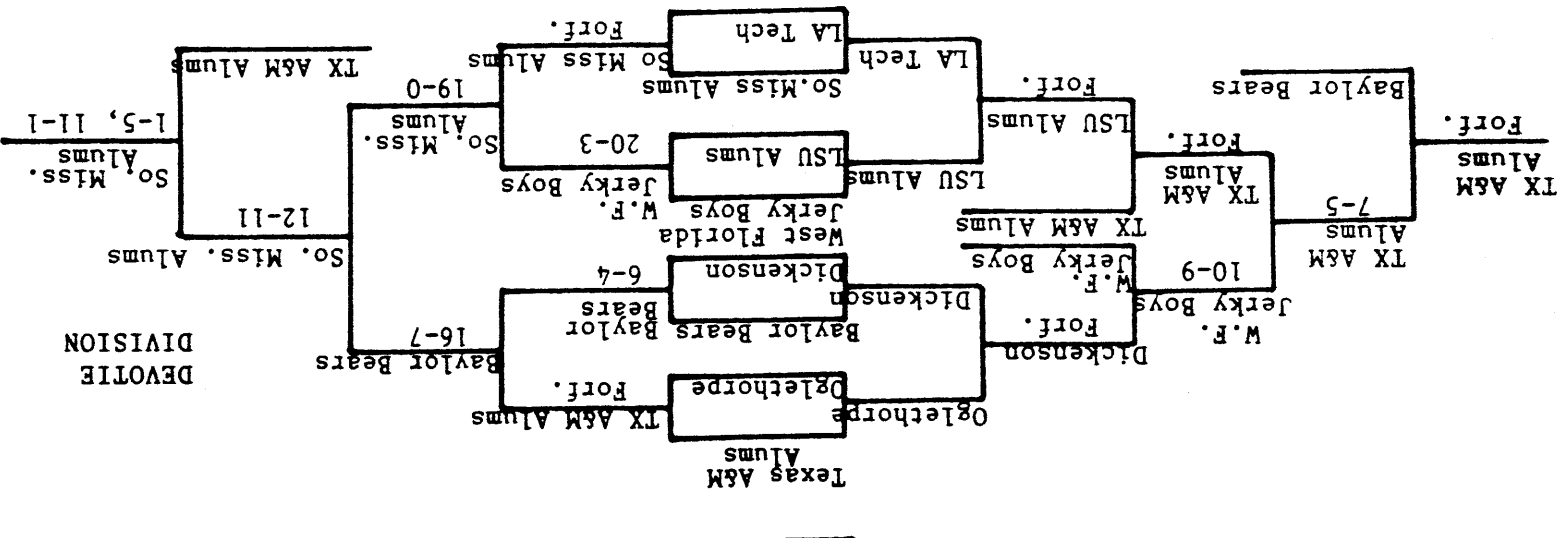 Texas A&M
Alums
Oglethorpe
Oglethorpe
TX A&M Alums
Forf.
DEVOTIE
DIVISION
Dickenson
Forf.
Baylor Bears
16-7
W.F.
Jerky Boys
10-9
Dickenson
Baylor Bears
Dickenson
Baylor
Bears
6-4
W.F.
Jerky Boys
TX A&M
Alums
7-5
So. Miss. Alums
12-11
TX A&M Alums
West Florida
Jerky Boys
LSU Alums
W.F.
Jerky Boys
20-3
TX A&M
Alums
Forf.
TX A&M
Alums
Forf.
LSU Alums
So. Miss.
Alums
1-5, 11-1
So. Miss.
Alums
19-0
LSU Alums
Forf.
Baylor Bears
So.Miss Alums
LA Tech
LA Tech
So Miss Alums
Forf.
TX A&M Alums